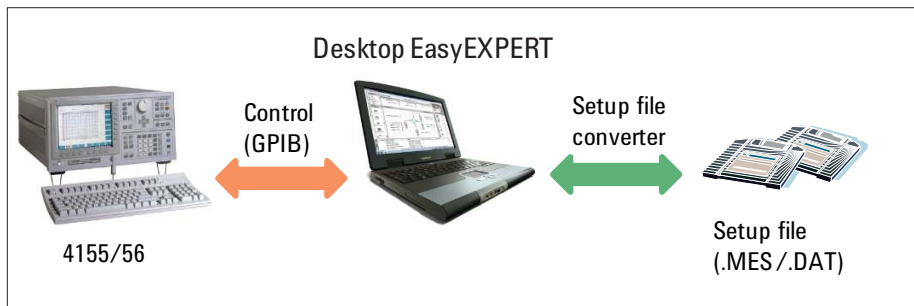 Desktop EasyEXPERT
Control
(GPIB)
Setup file
converter
4155/56
Setup file
(.MES/.DAT)